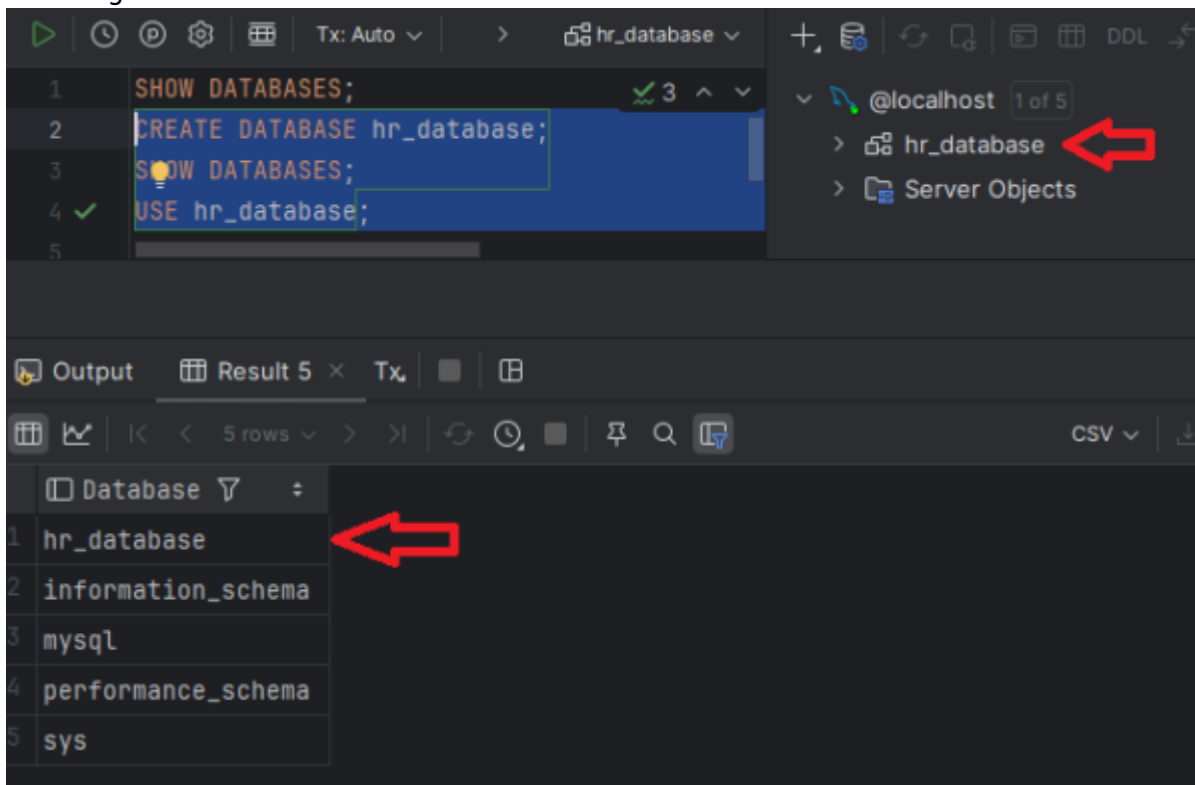 Tx: Auto
hr_database
DDL
1 SHOW DATABASES;
3
2 CREATE DATABASE hr_database;
3 SHOW DATABASES;
4 USE hr_database;
5
@localhost 1 of 5
hr_database
Server Objects
Output
Result 5
Tx
5 rows
CSV
Database
1 hr_database
2 information_schema
3 mysql
4 performance_schema
5 sys